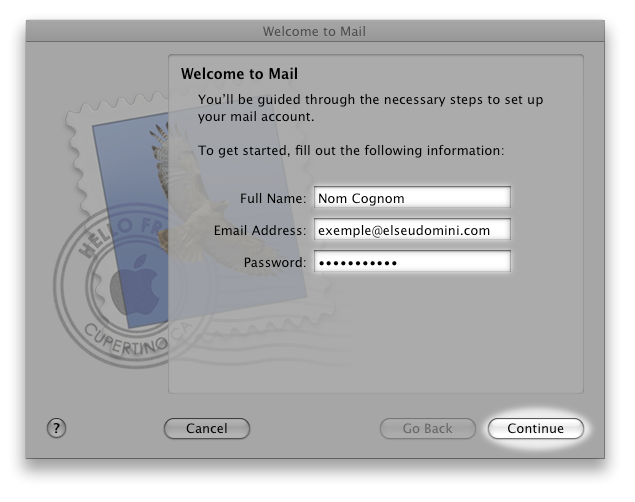 Welcome to Mail
Welcome to Mail
You'll be guided through the necessary steps to set up
your mail account.
To get started, fill out the following information:
Full Name: Nom Cognom
Email Address: exemple@elseudomini.com
Password: •••••••••••
HELLO FR
CUPERTINO CA
? Cancel Go Back Continue